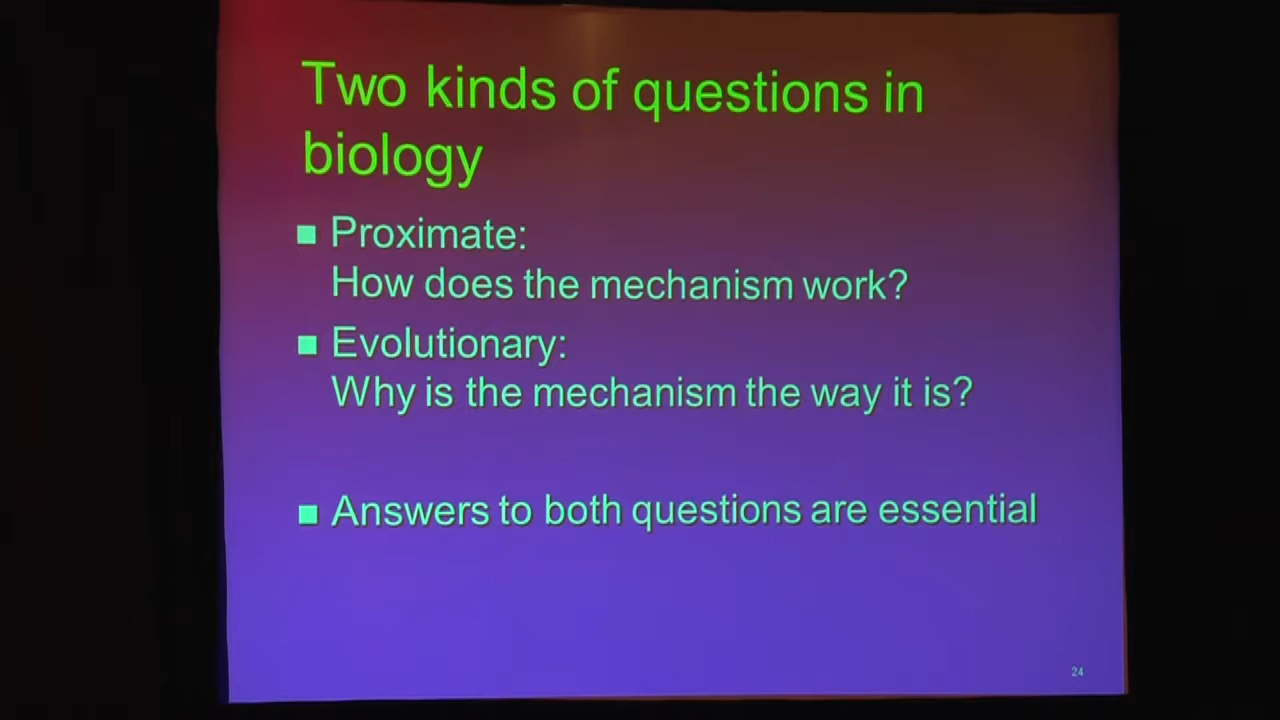 Two kinds of questions in
biology
Proximate:
How does the mechanism work?
Evolutionary:
Why is the mechanism the way it is?
Answers to both questions are essential
24